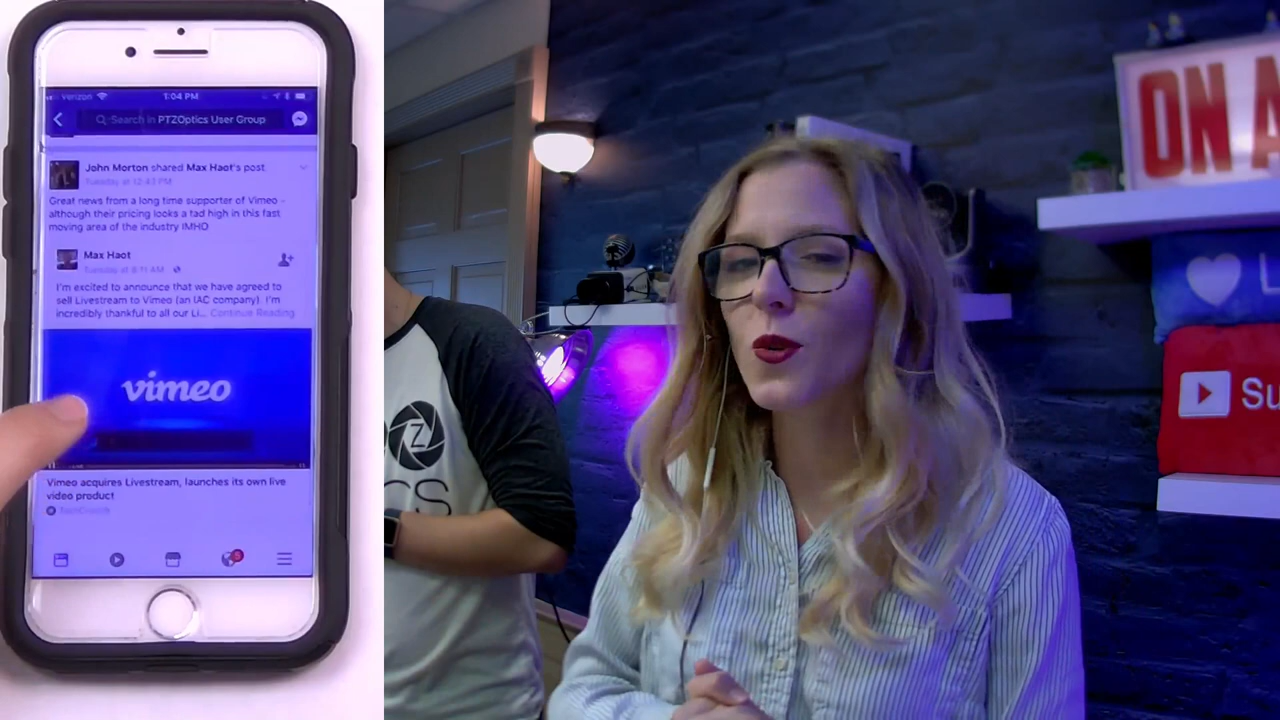 Verizon
1:04 PM
Search in PTZOptics User Group
John Morton shared Max Haot's post.
Tuesday at 12:43 PM
Great news from a long time supporter of Vimeo -
although their pricing looks a tad high in this fast
moving area of the industry IMHO
Max Haot
Tuesday at 8:11 AM
I'm excited to announce that we have agreed to
sell Livestream to Vimeo (an IAC company). I'm
incredibly thankful to all our Li... Continue Reading
vimeo
Vimeo acquires Livestream, launches its own live
video product
TechCrunch
Z
CS
ON A
L
Su